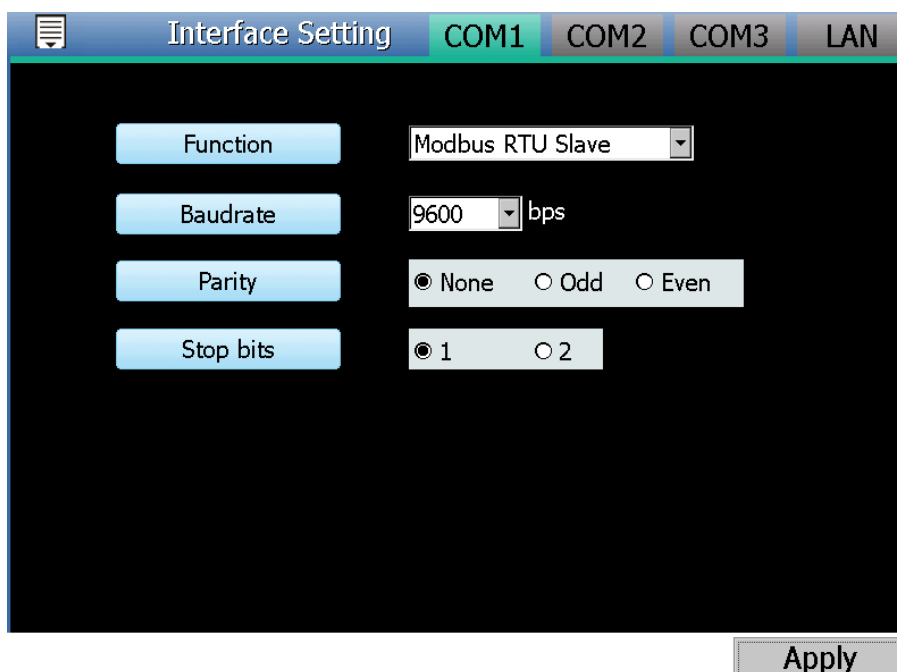 Interface Setting COM1 COM2 COM3 LAN
Function Modbus RTU Slave
Baudrate 9600 bps
Parity None Odd Even
Stop bits 1 2
Apply